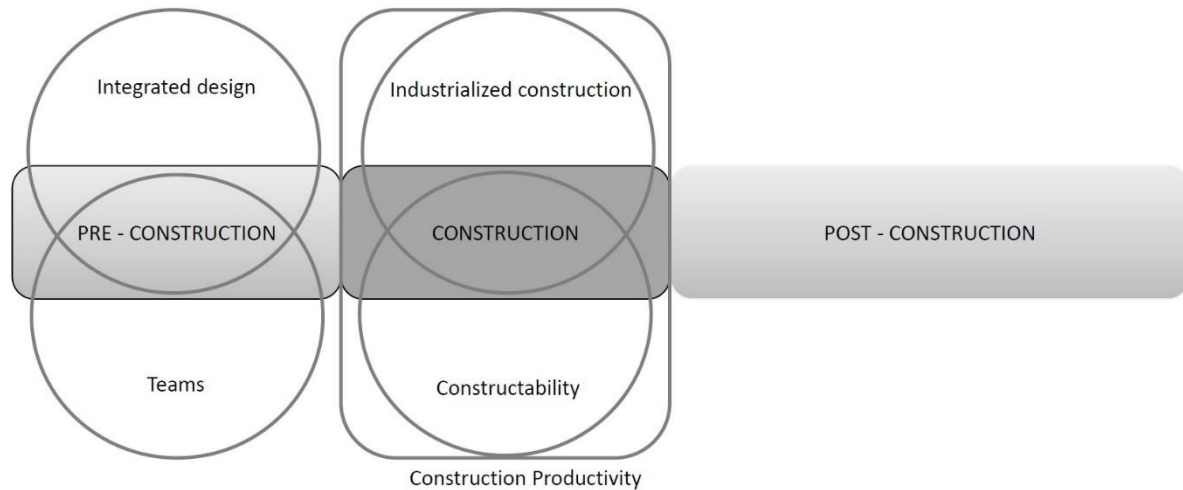 Integrated design
Industrialized construction
PRE - CONSTRUCTION
CONSTRUCTION
POST - CONSTRUCTION
Teams
Constructability
Construction Productivity